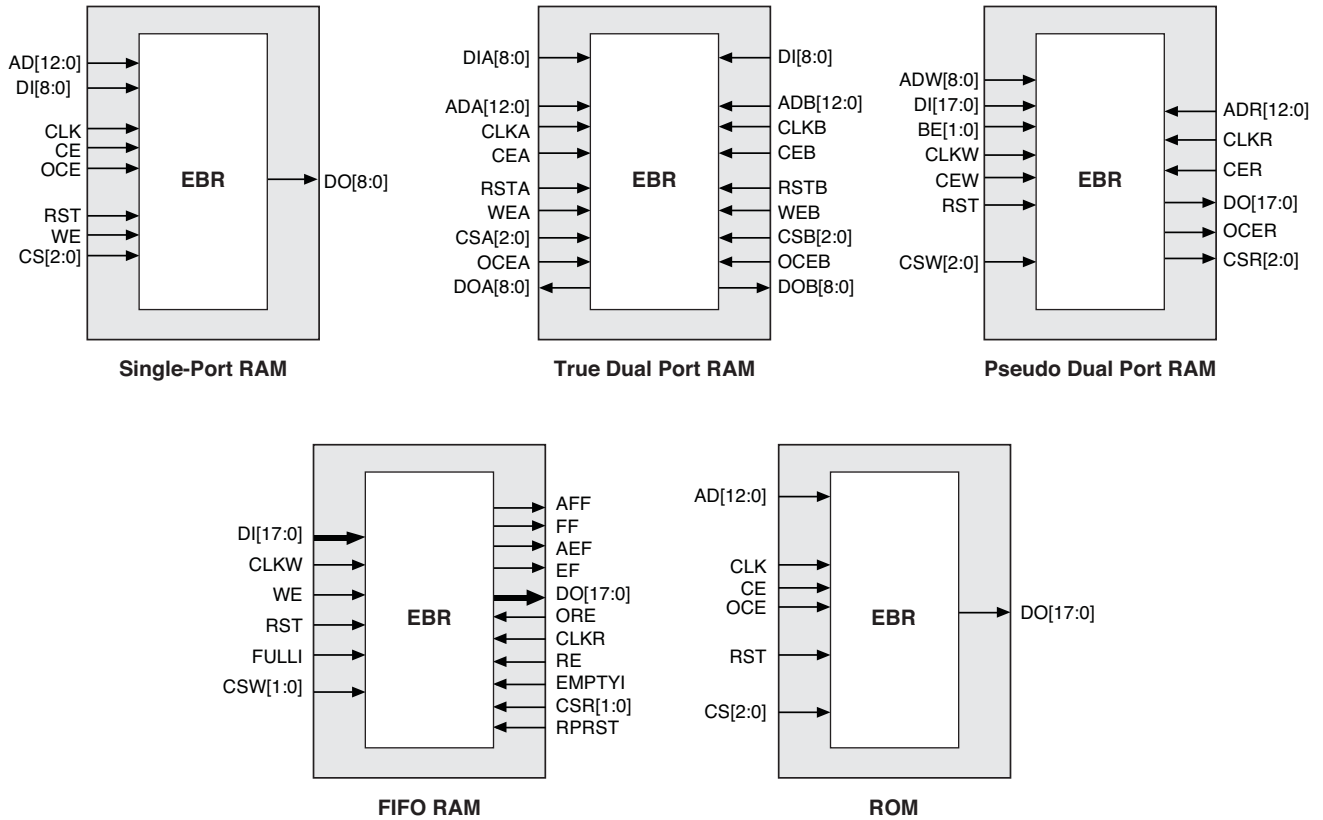 AD[12:0]
DI[8:0]
CLK
CE
OCE
RST
WE
CS[2:0]
EBR
DO[8:0]
Single-Port RAM
DIA[8:0]
ADA[12:0]
CLKA
CEA
RSTA
WEA
CSA[2:0]
OCEA
DOA[8:0]
EBR
DI[8:0]
ADB[12:0]
CLKB
CEB
RSTB
WEB
CSB[2:0]
OCEB
DOB[8:0]
True Dual Port RAM
ADW[8:0]
DI[17:0]
BE[1:0]
CLKW
CEW
RST
CSW[2:0]
EBR
ADR[12:0]
CLKR
CER
DO[17:0]
OCER
CSR[2:0]
Pseudo Dual Port RAM
DI[17:0]
CLKW
WE
RST
FULLI
CSW[1:0]
EBR
AFF
FF
AEF
EF
DO[17:0]
ORE
CLKR
RE
EMPTYI
CSR[1:0]
RPRST
FIFO RAM
AD[12:0]
CLK
CE
OCE
RST
CS[2:0]
EBR
DO[17:0]
ROM